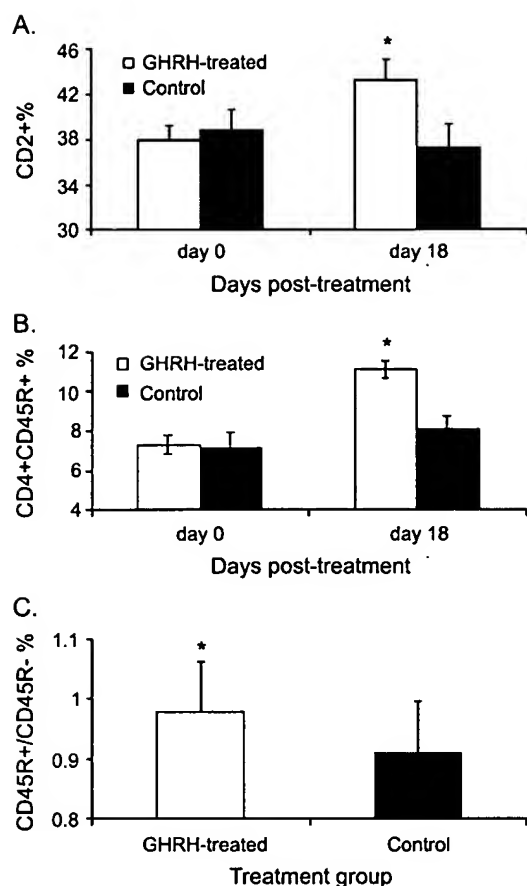 A.
46
42
38
34
30
CD2+%
GHRH-treated
Control
*
day 0 day 18
Days post-treatment
B.
12
10
8
6
4
CD4+CD45R+ %
GHRH-treated
Control
*
day 0 day 18
Days post-treatment
C.
1.1
1
0.9
0.8
CD45R+/CD45R- %
*
GHRH-treated Control
Treatment group